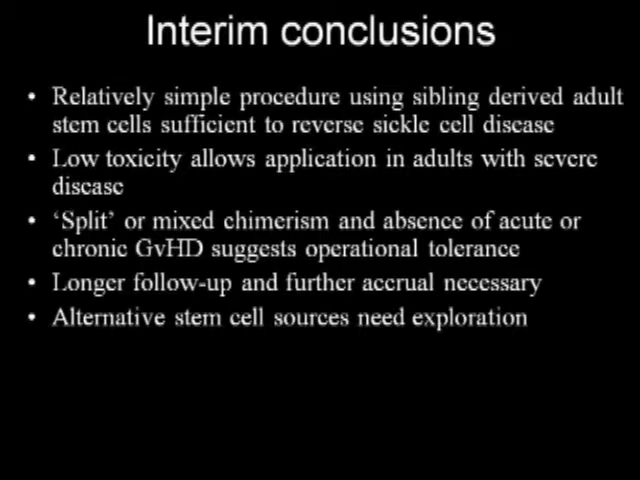 Interim conclusions
• Relatively simple procedure using sibling derived adult
stem cells sufficient to reverse sickle cell disease
• Low toxicity allows application in adults with severe
disease
• ‘Split’ or mixed chimerism and absence of acute or
chronic GvHD suggests operational tolerance
• Longer follow-up and further accrual necessary
• Alternative stem cell sources need exploration